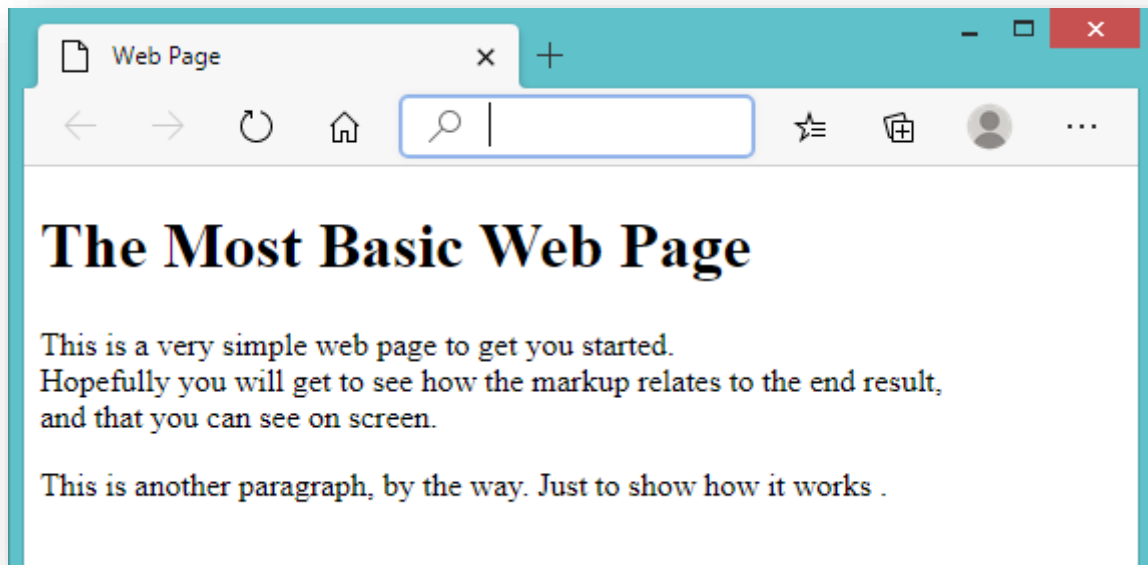 Web Page
The Most Basic Web Page
This is a very simple web page to get you started.
Hopefully you will get to see how the markup relates to the end result,
and that you can see on screen.
This is another paragraph, by the way. Just to show how it works .